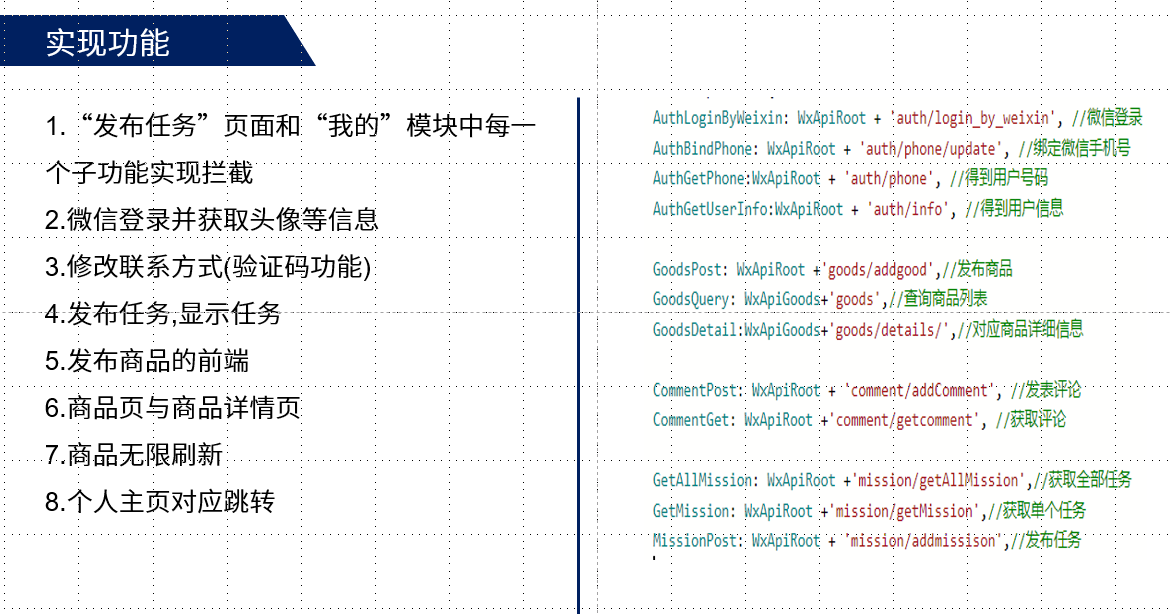 实现功能
1.“发布任务”页面和“我的”模块中每一
个子功能实现拦截
2.微信登录并获取头像等信息
3.修改联系方式(验证码功能)
4.发布任务,显示任务
5.发布商品的前端
6.商品页与商品详情页
7.商品无限刷新
8.个人主页对应跳转
AuthLoginByWeixin: WxApiRoot + 'auth/login_by_weixin', //微信登录
AuthBindPhone: WxApiRoot + 'auth/phone/update', //绑定微信手机号
AuthGetPhone:WxApiRoot + 'auth/phone', //得到用户号码
AuthGetUserInfo:WxApiRoot + 'auth/info', //得到用户信息
GoodsPost: WxApiRoot +'goods/addgood',//发布商品
GoodsQuery: WxApiGoods+'goods',//查询商品列表
GoodsDetail:WxApiGoods+'goods/details/',//对应商品详细信息
CommentPost: WxApiRoot + 'comment/addComment', //发表评论
CommentGet: WxApiRoot +'comment/getcomment', //获取评论
GetAllMission: WxApiRoot +'mission/getAllMission',//获取全部任务
GetMission: WxApiRoot +'mission/getMission',//获取单个任务
MissionPost: WxApiRoot + 'mission/addmissison',//发布任务